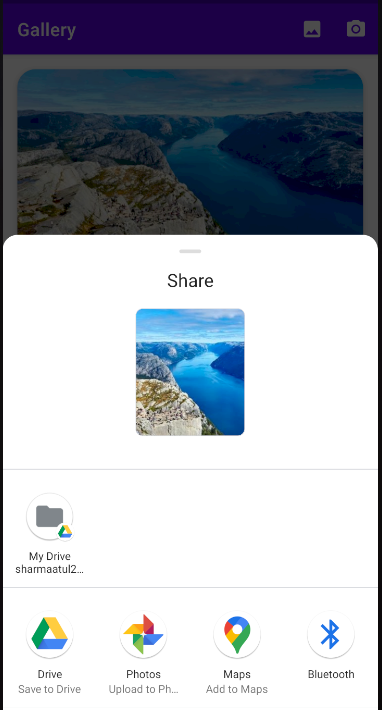 Gallery
Share
My Drive
sharmaatul2...
Drive
Save to Drive
Photos
Upload to Ph...
Maps
Add to Maps
Bluetooth